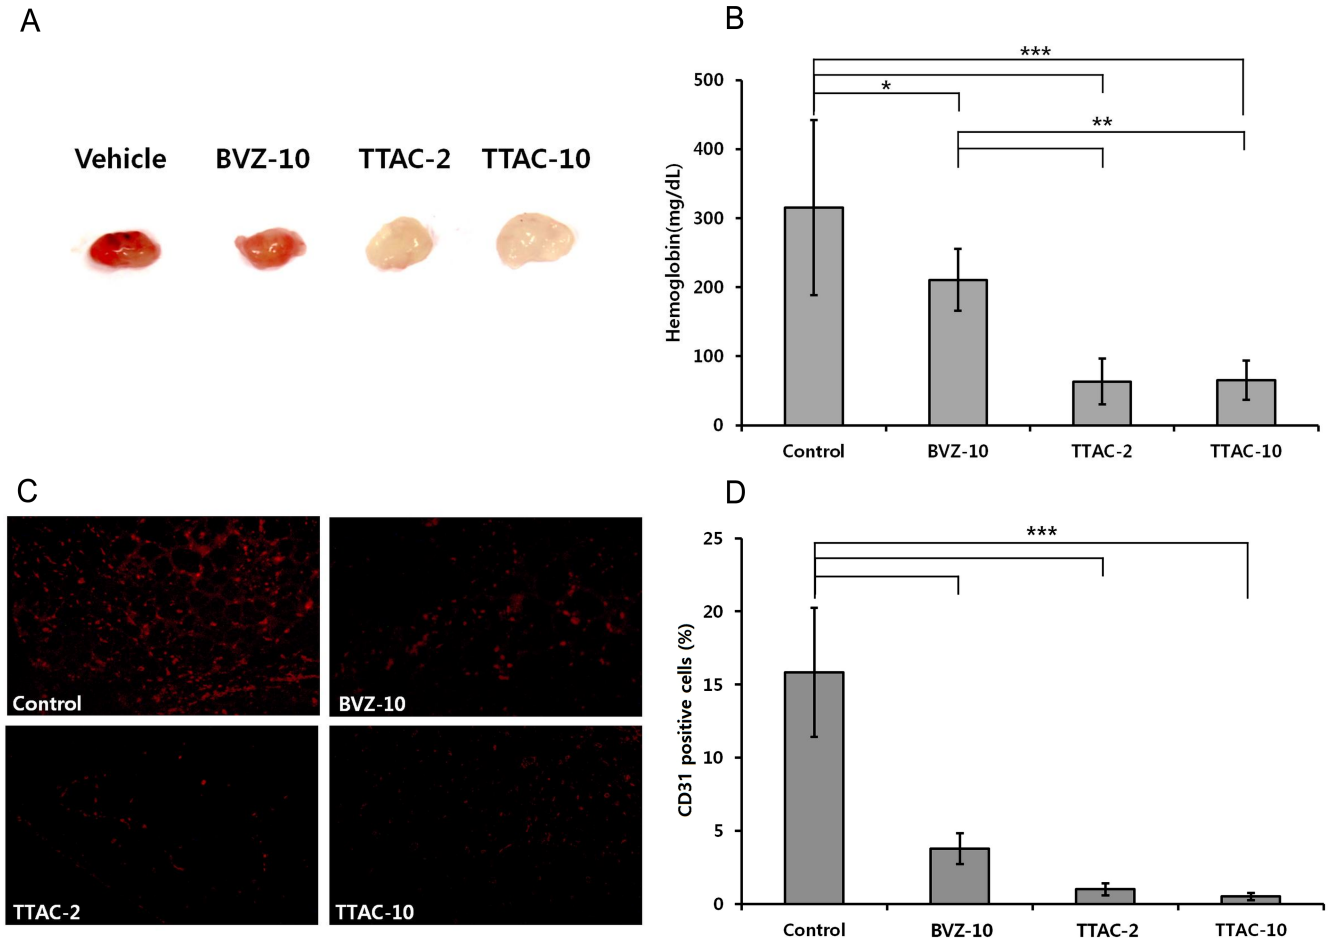 A
Vehicle BVZ-10 TTAC-2 TTAC-10
B
***
*
**
500
400
300
200
100
0
Hemoglobin(mg/dL)
Control BVZ-10 TTAC-2 TTAC-10
C
Control
BVZ-10
TTAC-2
TTAC-10
D
***
25
20
15
10
5
0
CD31 positive cells (%)
Control BVZ-10 TTAC-2 TTAC-10